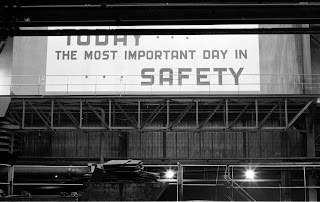 TODAY ...
THE MOST IMPORTANT DAY IN
... SAFETY